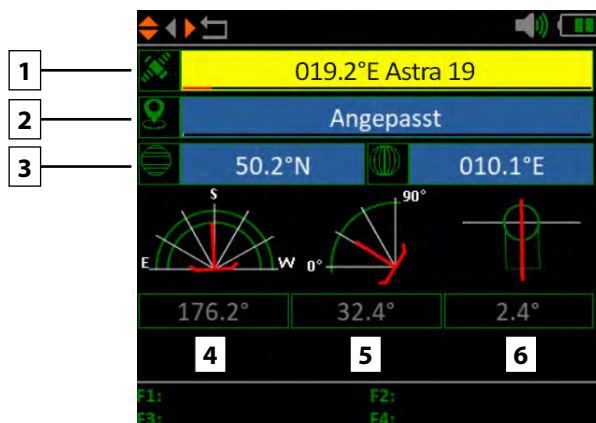 1
019.2°E Astra 19
2
Angepasst
3
50.2°N
010.1°E
S
90°
E
W
0°
176.2°
32.4°
2.4°
4
5
6
F1:
F2:
F3:
F4: